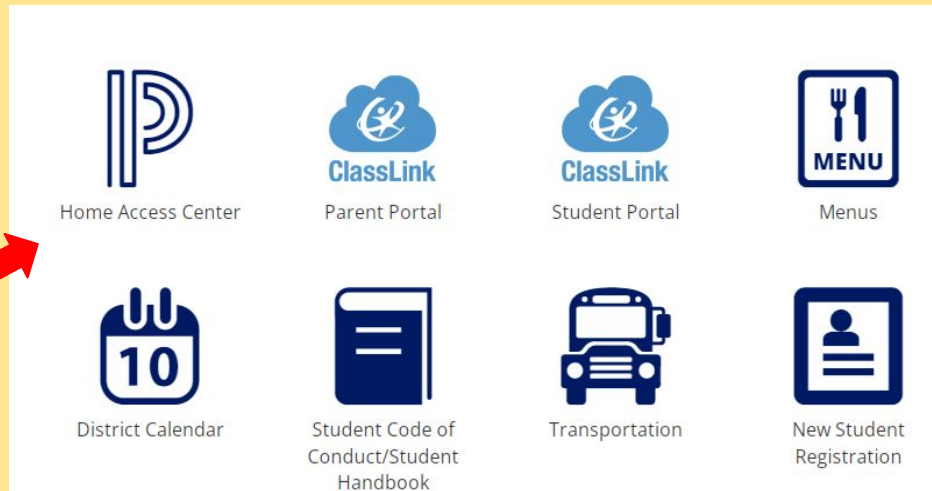 ClassLink
ClassLink
MENU
Home Access Center
Parent Portal
Student Portal
Menus
10
District Calendar
Student Code of
Conduct/Student
Handbook
Transportation
New Student
Registration